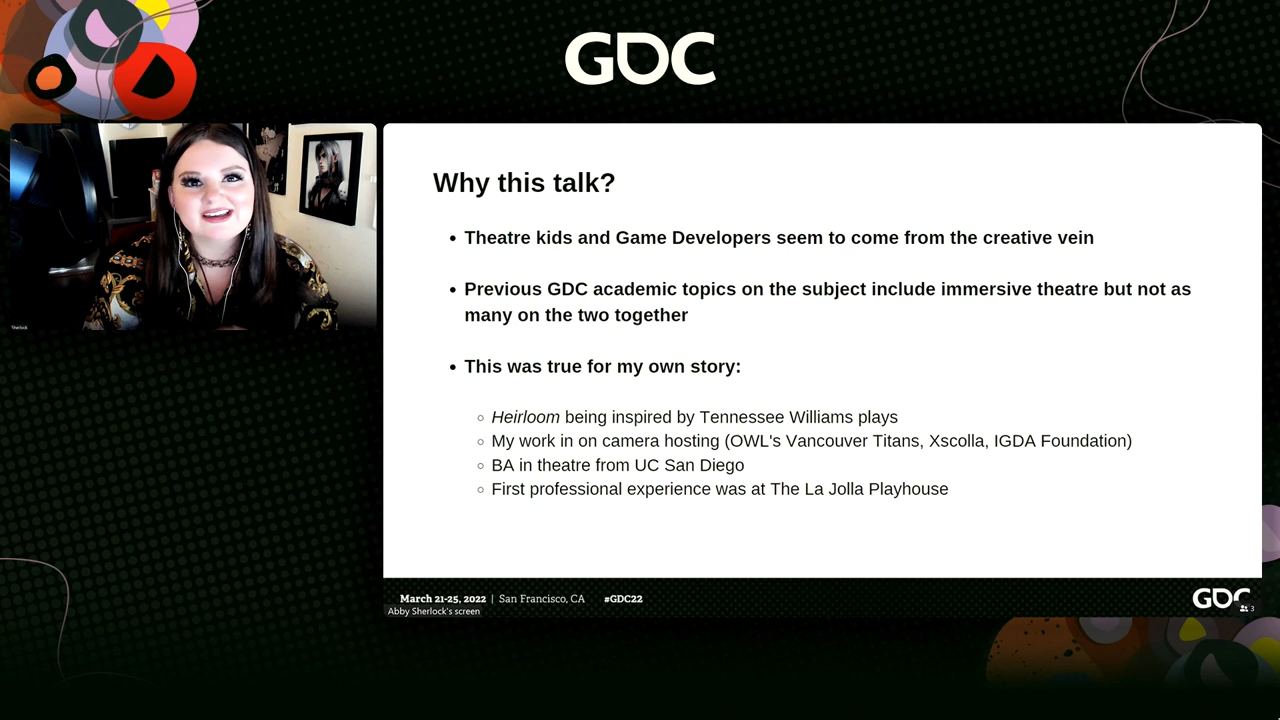 GDC
Sherlock
Why this talk?
• Theatre kids and Game Developers seem to come from the creative vein
• Previous GDC academic topics on the subject include immersive theatre but not as
many on the two together
• This was true for my own story:
○ Heirloom being inspired by Tennessee Williams plays
○ My work in on camera hosting (OWL's Vancouver Titans, Xscolla, IGDA Foundation)
○ BA in theatre from UC San Diego
○ First professional experience was at The La Jolla Playhouse
March 21-25, 2022 | San Francisco, CA #GDC22
GDC
Abby Sherlock's screen
3